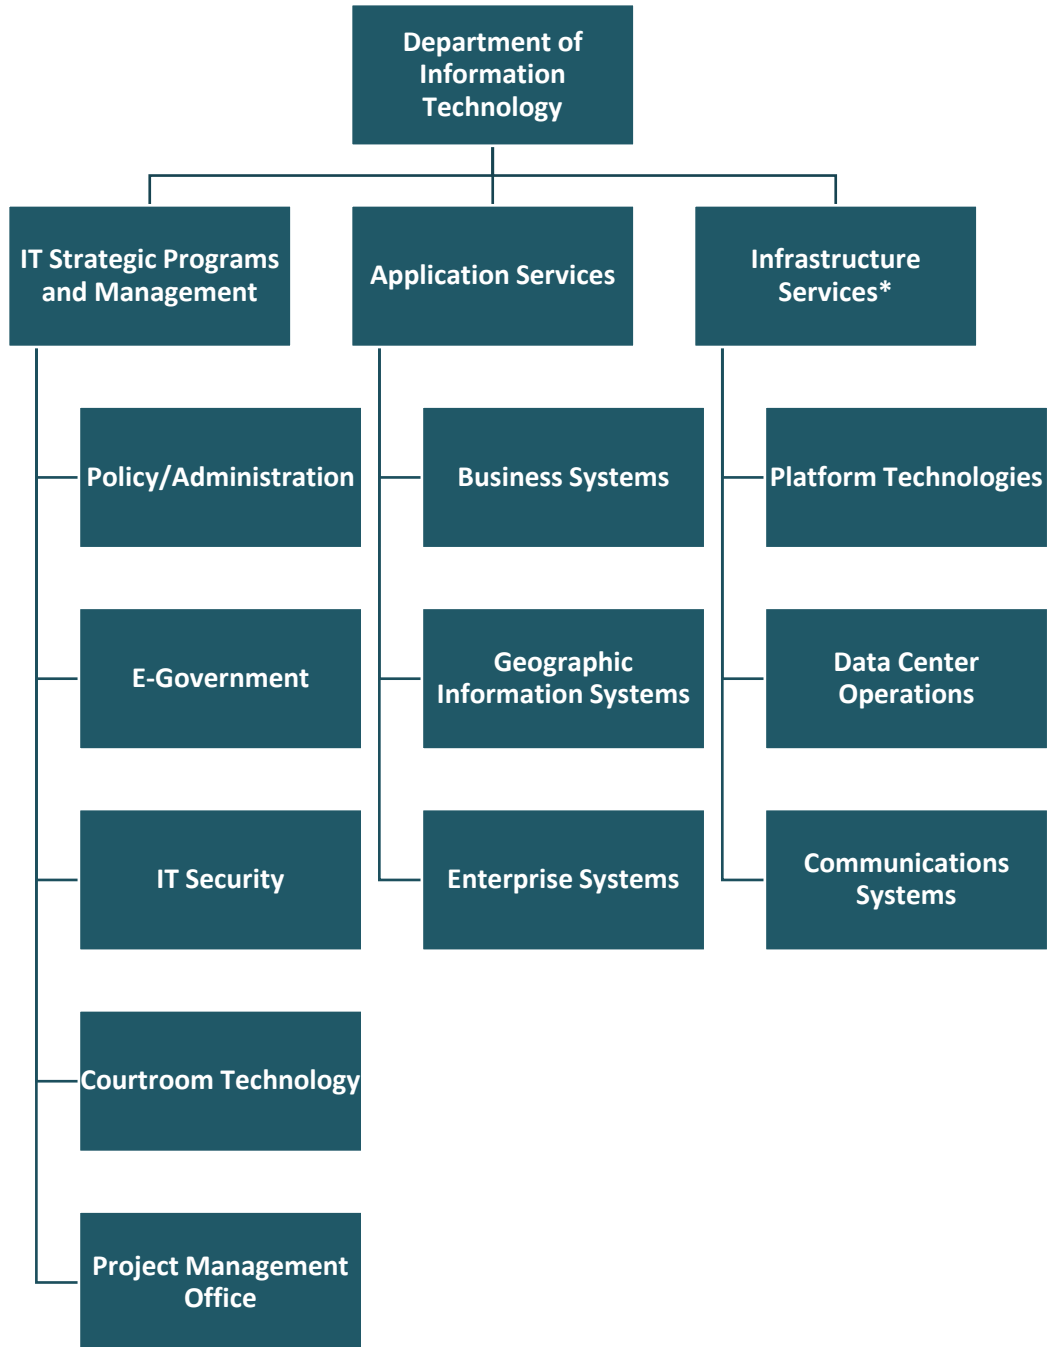 Department of
Information
Technology
IT Strategic Programs
and Management
Application Services
Infrastructure
Services*
Policy/Administration
Business Systems
Platform Technologies
E-Government
Geographic
Information Systems
Data Center
Operations
IT Security
Enterprise Systems
Communications
Systems
Courtroom Technology
Project Management
Office